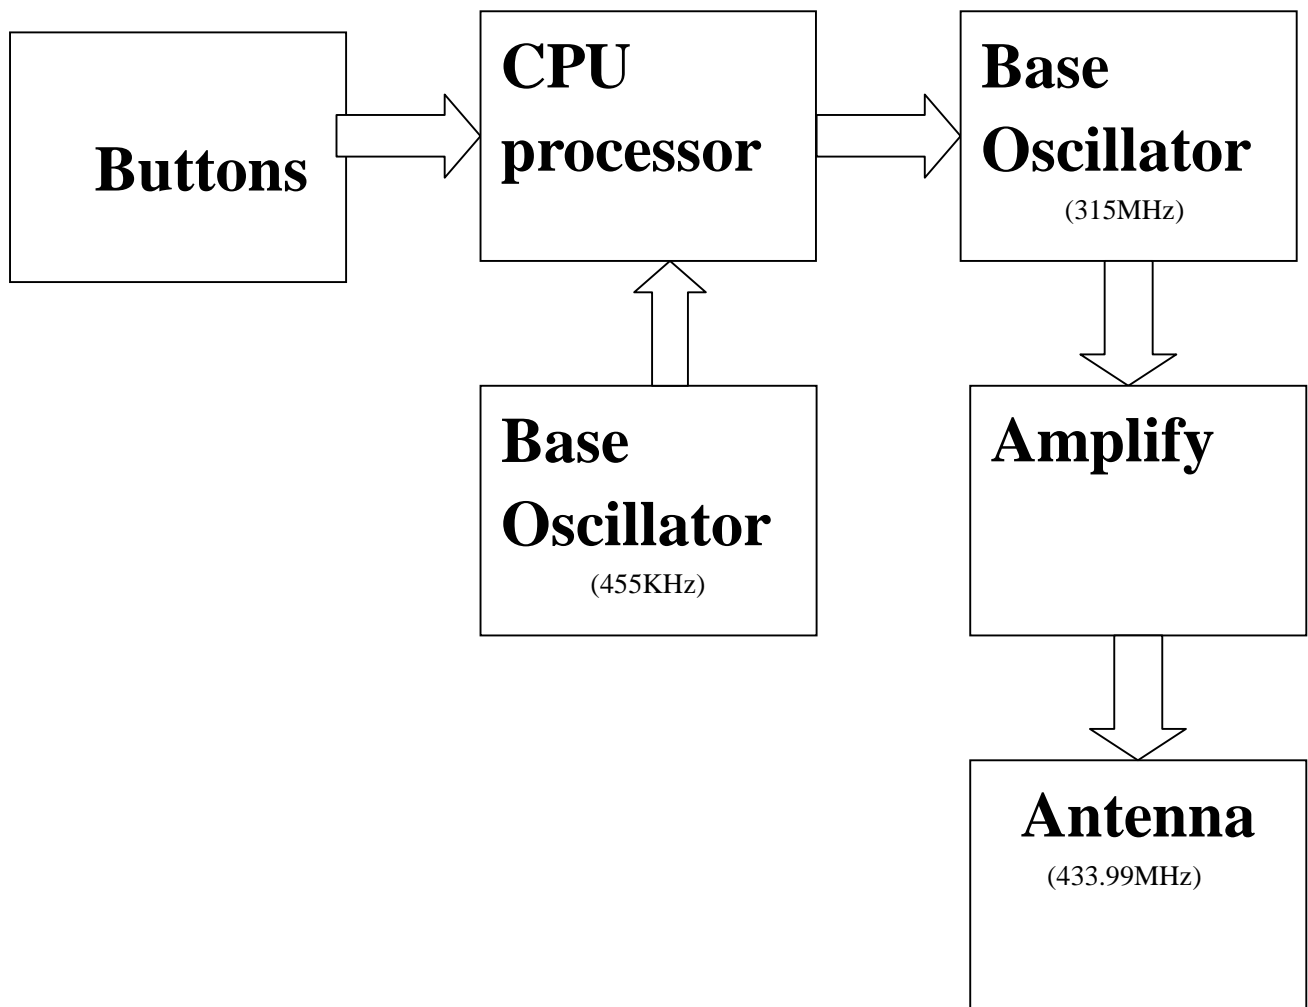 Buttons
CPU
processor
Base
Oscillator
(315MHz)
Base
Oscillator
(455KHz)
Amplify
Antenna
(433.99MHz)